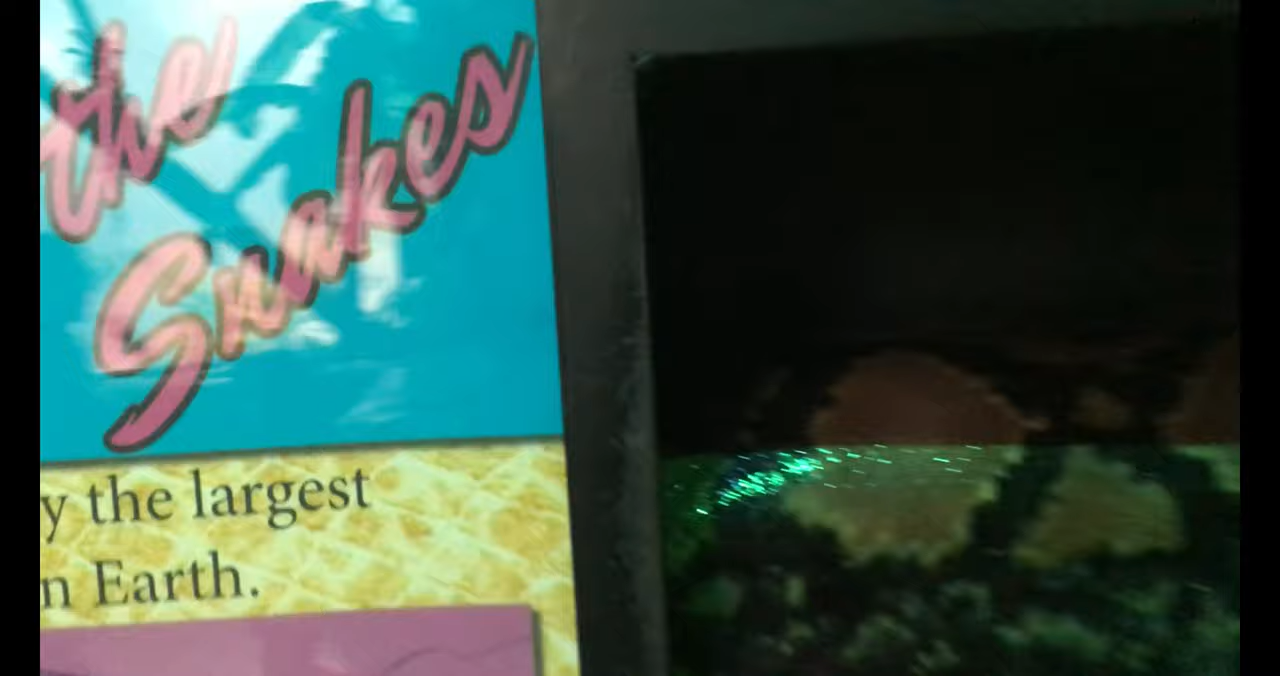 the
Snakes
y the largest
n Earth.